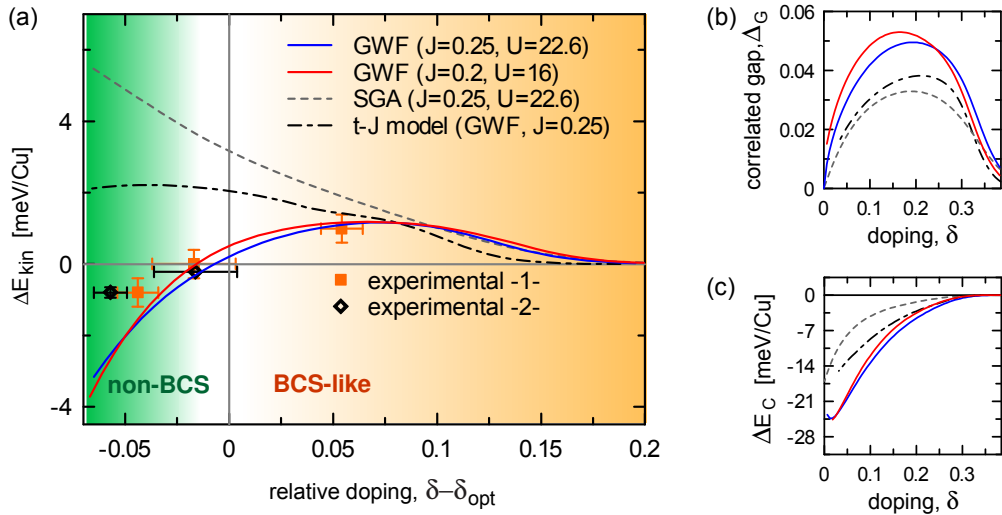 (a)
GWF (J=0.25, U=22.6)
GWF (J=0.2, U=16)
SGA (J=0.25, U=22.6)
t-J model (GWF, J=0.25)
4
0
-4
ΔE_kin [meV/Cu]
experimental -1-
experimental -2-
non-BCS
BCS-like
-0.05 0 0.05 0.1 0.15 0.2
relative doping, δ−δ_opt
(b)
0.06
0.04
0.02
0
correlated gap, Δ_G
0 0.1 0.2 0.3
doping, δ
(c)
0
-7
-14
-21
-28
ΔE_C [meV/Cu]
0 0.1 0.2 0.3
doping, δ